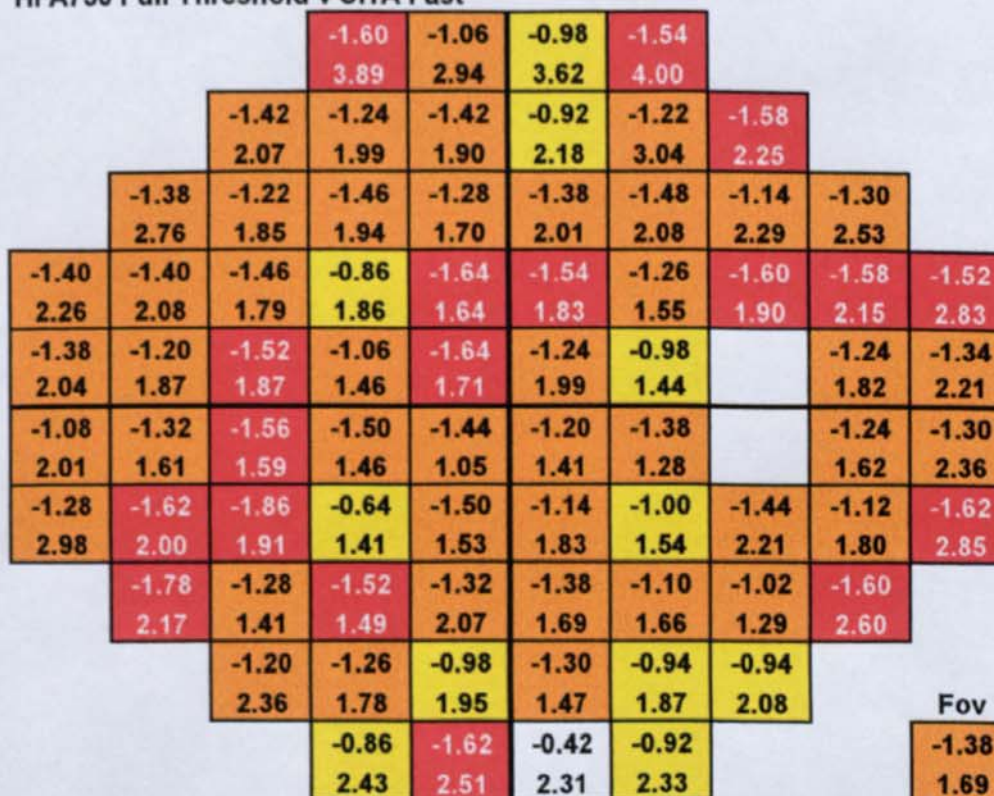 HFA750 Full Threshold v SITA Fast
-1.60 -1.06 -0.98 -1.54
3.89 2.94 3.62 4.00
-1.42 -1.24 -1.42 -0.92 -1.22 -1.58
2.07 1.99 1.90 2.18 3.04 2.25
-1.38 -1.22 -1.46 -1.28 -1.38 -1.48 -1.14 -1.30
2.76 1.85 1.94 1.70 2.01 2.08 2.29 2.53
-1.40 -1.40 -1.46 -0.86 -1.64 -1.54 -1.26 -1.60 -1.58 -1.52
2.26 2.08 1.79 1.86 1.64 1.83 1.55 1.90 2.15 2.83
-1.38 -1.20 -1.52 -1.06 -1.64 -1.24 -0.98 -1.24 -1.34
2.04 1.87 1.87 1.46 1.71 1.99 1.44 1.82 2.21
-1.08 -1.32 -1.56 -1.50 -1.44 -1.20 -1.38 -1.24 -1.30
2.01 1.61 1.59 1.46 1.05 1.41 1.28 1.62 2.36
-1.28 -1.62 -1.86 -0.64 -1.50 -1.14 -1.00 -1.44 -1.12 -1.62
2.98 2.00 1.91 1.41 1.53 1.83 1.54 2.21 1.80 2.85
-1.78 -1.28 -1.52 -1.32 -1.38 -1.10 -1.02 -1.60
2.17 1.41 1.49 2.07 1.69 1.66 1.29 2.60
-1.20 -1.26 -0.98 -1.30 -0.94 -0.94
2.36 1.78 1.95 1.47 1.87 2.08 Fov
-0.86 -1.62 -0.42 -0.92 -1.38
2.43 2.51 2.31 2.33 1.69